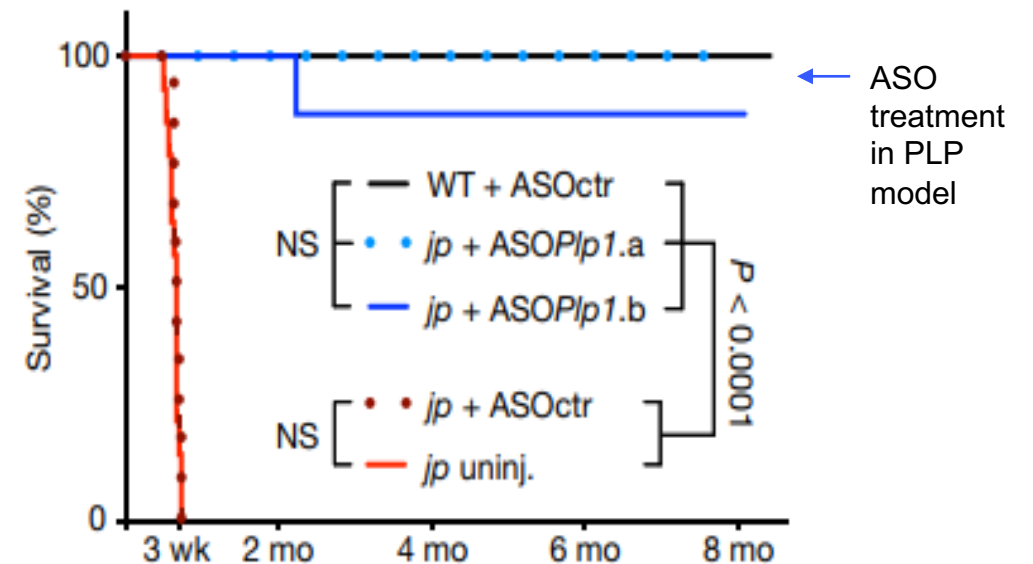 100
50
0
Survival (%)
3 wk 2 mo 4 mo 6 mo 8 mo
NS
WT + ASOctr
jp + ASOPlp1.a
jp + ASOPlp1.b
P < 0.0001
NS
jp + ASOctr
jp uninj.
ASO
treatment
in PLP
model